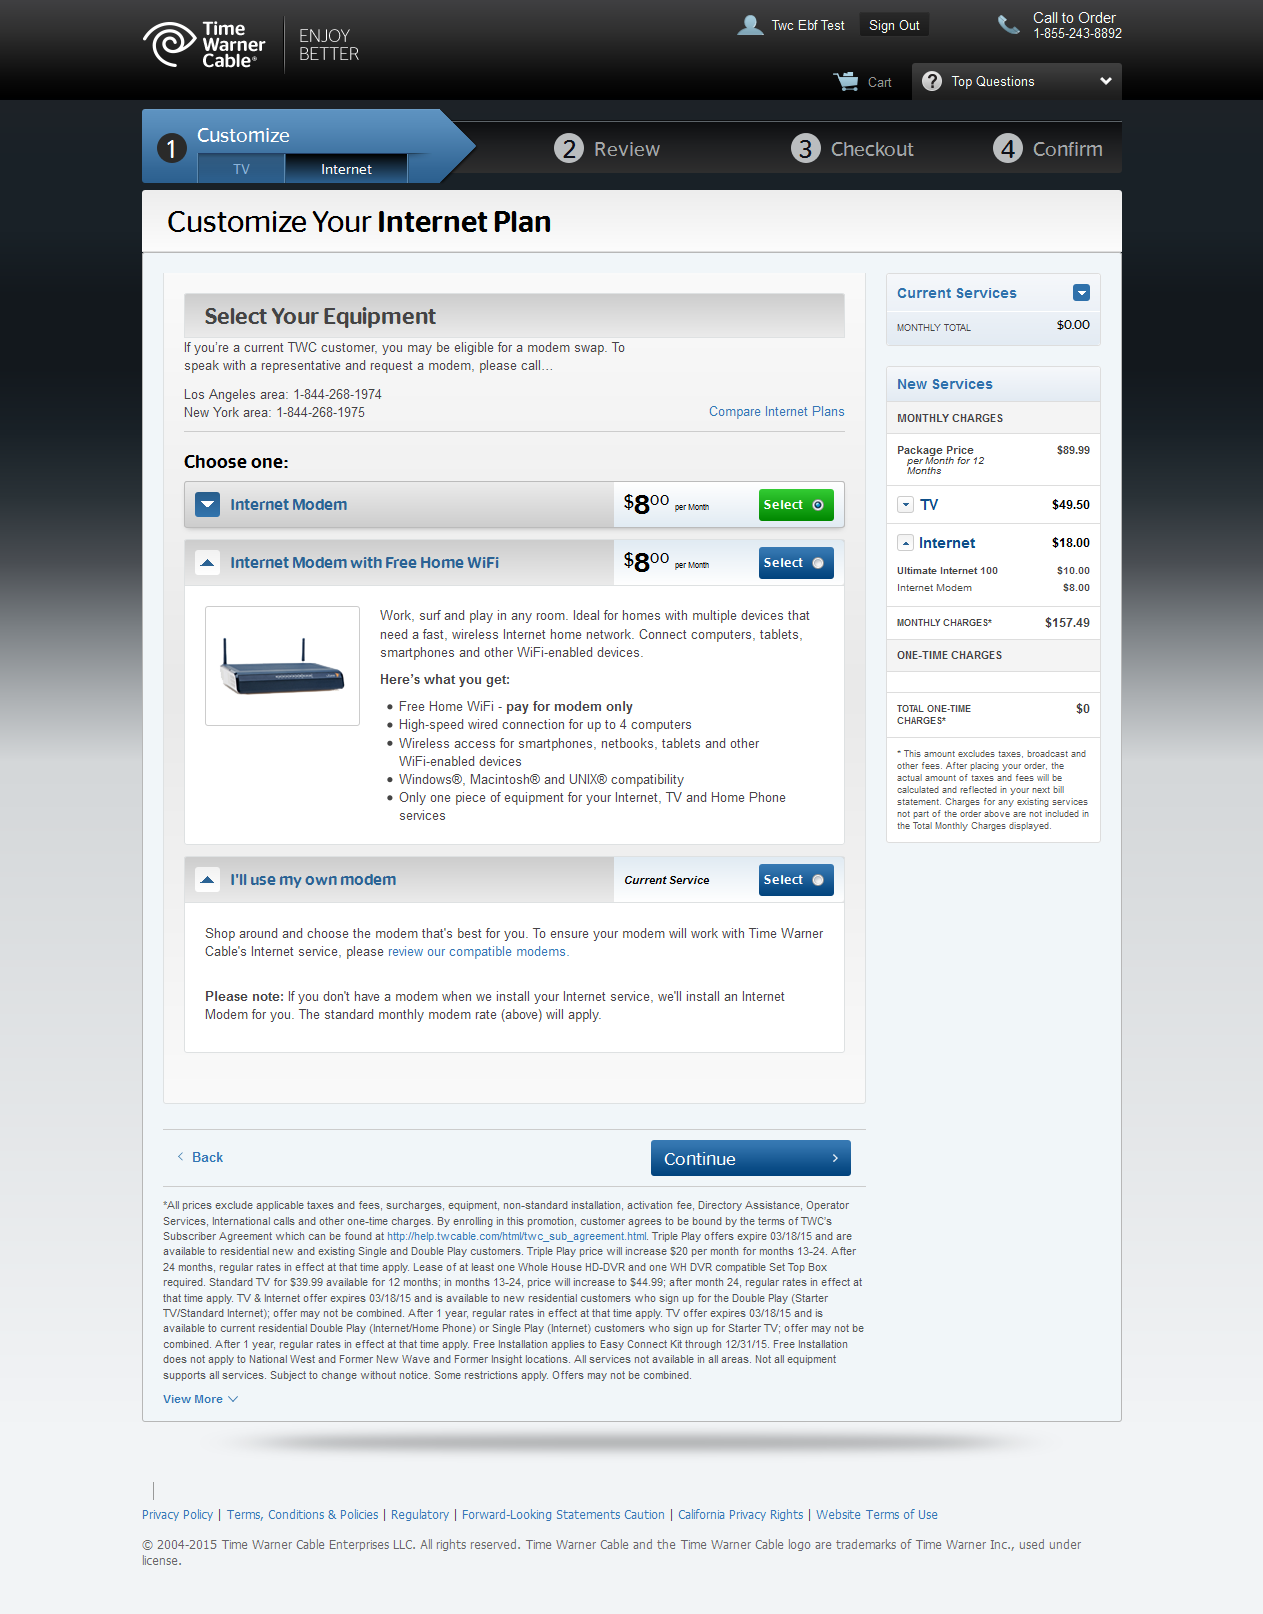 Time
Warner
Cable®
ENJOY
BETTER
Twc Ebf Test
Sign Out
Call to Order
1-855-243-8892
Cart
? Top Questions
1 Customize
TV
Internet
2 Review
3 Checkout
4 Confirm
Customize Your Internet Plan
Select Your Equipment
If you're a current TWC customer, you may be eligible for a modem swap. To
speak with a representative and request a modem, please call...
Los Angeles area: 1-844-268-1974
New York area: 1-844-268-1975
Compare Internet Plans
Choose one:
Internet Modem
$8 00 per Month
Select
Internet Modem with Free Home WiFi
$8 00 per Month
Select
Work, surf and play in any room. Ideal for homes with multiple devices that
need a fast, wireless Internet home network. Connect computers, tablets,
smartphones and other WiFi-enabled devices.
Here's what you get:
• Free Home WiFi - pay for modem only
• High-speed wired connection for up to 4 computers
• Wireless access for smartphones, netbooks, tablets and other
WiFi-enabled devices
• Windows®, Macintosh® and UNIX® compatibility
• Only one piece of equipment for your Internet, TV and Home Phone
services
I'll use my own modem
Current Service
Select
Shop around and choose the modem that's best for you. To ensure your modem will work with Time Warner
Cable's Internet service, please review our compatible modems.
Please note: If you don't have a modem when we install your Internet service, we'll install an Internet
Modem for you. The standard monthly modem rate (above) will apply.
Current Services
MONTHLY TOTAL
$0.00
New Services
MONTHLY CHARGES
Package Price
$89.99
per Month for 12
Months
TV
$49.50
Internet
$18.00
Ultimate Internet 100
$10.00
Internet Modem
$8.00
MONTHLY CHARGES*
$157.49
ONE-TIME CHARGES
TOTAL ONE-TIME
CHARGES*
$0
* This amount excludes taxes, broadcast and
other fees. After placing your order, the
actual amount of taxes and fees will be
calculated and reflected in your next bill
statement. Charges for any existing services
not part of the order above are not included in
the Total Monthly Charges displayed.
Back
Continue
*All prices exclude applicable taxes and fees, surcharges, equipment, non-standard installation, activation fee, Directory Assistance, Operator
Services, International calls and other one-time charges. By enrolling in this promotion, customer agrees to be bound by the terms of TWC's
Subscriber Agreement which can be found at http://help.twcable.com/html/twc_sub_agreement.html. Triple Play offers expire 03/18/15 and are
available to residential new and existing Single and Double Play customers. Triple Play price will increase $20 per month for months 13-24. After
24 months, regular rates in effect at that time apply. Lease of at least one Whole House HD-DVR and one WH DVR compatible Set Top Box
required. Standard TV for $39.99 available for 12 months; in months 13-24, price will increase to $44.99; after month 24, regular rates in effect at
that time apply. TV & Internet offer expires 03/18/15 and is available to new residential customers who sign up for the Double Play (Starter
TV/Standard Internet); offer may not be combined. After 1 year, regular rates in effect at that time apply. TV offer expires 03/18/15 and is
available to current residential Double Play (Internet/Home Phone) or Single Play (Internet) customers who sign up for Starter TV; offer may not be
combined. After 1 year, regular rates in effect at that time apply. Free Installation applies to Easy Connect Kit through 12/31/15. Free Installation
does not apply to National West and Former New Wave and Former Insight locations. All services not available in all areas. Not all equipment
supports all services. Subject to change without notice. Some restrictions apply. Offers may not be combined.
View More
Privacy Policy | Terms, Conditions & Policies | Regulatory | Forward-Looking Statements Caution | California Privacy Rights | Website Terms of Use
© 2004-2015 Time Warner Cable Enterprises LLC. All rights reserved. Time Warner Cable and the Time Warner Cable logo are trademarks of Time Warner Inc., used under
license.